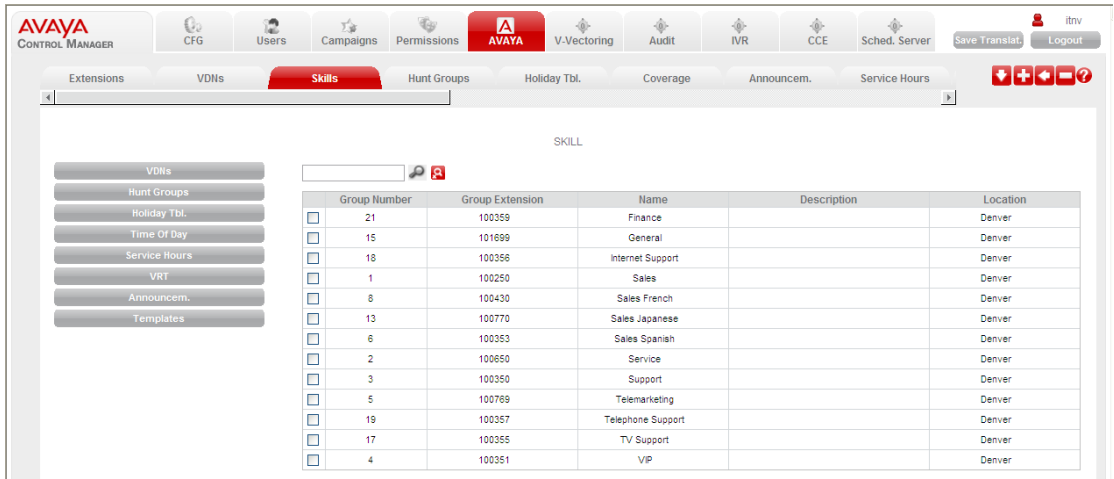 AVAYA
CONTROL MANAGER
CFG
Users
Campaigns
Permissions
A
AVAYA
V-Vectoring
Audit
IVR
CCE
Sched. Server
itnv
Save Translat.
Logout
Extensions
VDNs
Skills
Hunt Groups
Holiday Tbl.
Coverage
Announcem.
Service Hours
?
SKILL
VDNs
Hunt Groups
Holiday Tbl.
Time Of Day
Service Hours
VRT
Announcem.
Templates
Group Number Group Extension Name Description Location
21 100359 Finance Denver
15 101699 General Denver
18 100356 Internet Support Denver
1 100250 Sales Denver
8 100430 Sales French Denver
13 100770 Sales Japanese Denver
6 100353 Sales Spanish Denver
2 100650 Service Denver
3 100350 Support Denver
5 100769 Telemarketing Denver
19 100357 Telephone Support Denver
17 100355 TV Support Denver
4 100351 VIP Denver